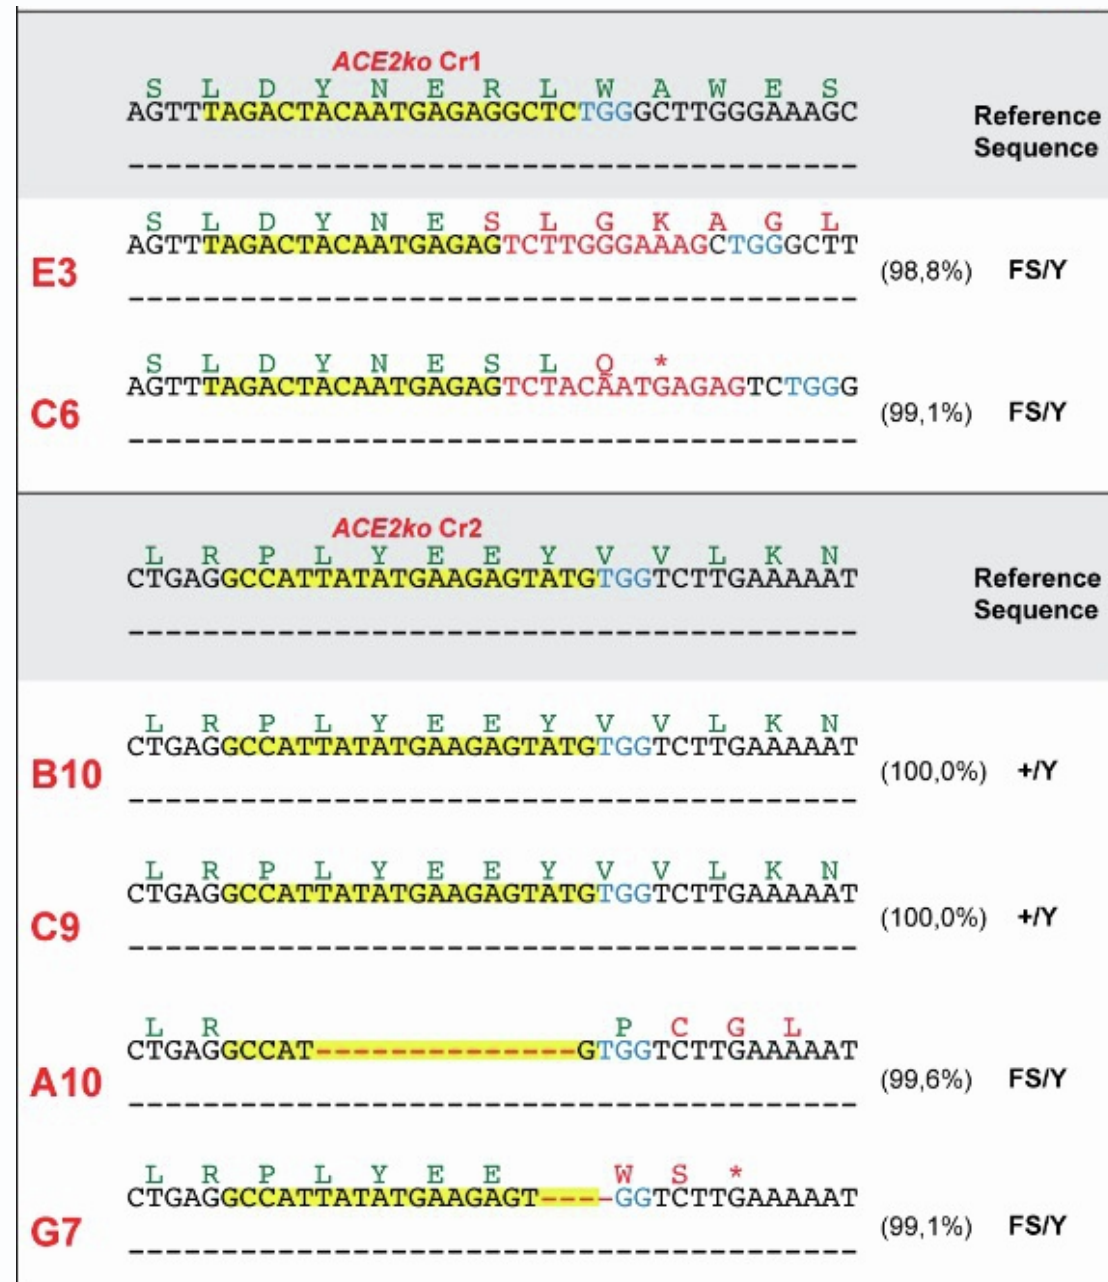 ACE2ko Cr1
S L D Y N E R L W A W E S
AGTTTAGACTACAATGAGAGGCTCTGGGCTTGGGAAAGC
Reference
Sequence
---------------------------------------
S L D Y N E S L G K A G L
AGTTTAGACTACAATGAGAGTCTTGGGAAAGCTGGGCTT
E3 (98,8%) FS/Y
---------------------------------------
S L D Y N E S L Q *
AGTTTAGACTACAATGAGAGTCTACAATGAGAGTCTGGG
C6 (99,1%) FS/Y
---------------------------------------
ACE2ko Cr2
L R P L Y E E Y V V L K N
CTGAGGCCATTATATGAAGAGTATGTGGTCTTGAAAAAT
Reference
Sequence
---------------------------------------
L R P L Y E E Y V V L K N
CTGAGGCCATTATATGAAGAGTATGTGGTCTTGAAAAAT
B10 (100,0%) +/Y
---------------------------------------
L R P L Y E E Y V V L K N
CTGAGGCCATTATATGAAGAGTATGTGGTCTTGAAAAAT
C9 (100,0%) +/Y
---------------------------------------
L R P C G L
CTGAGGCCAT--------------GTGGTCTTGAAAAAT
A10 (99,6%) FS/Y
---------------------------------------
L R P L Y E E W S *
CTGAGGCCATTATATGAAGAGT----GGTCTTGAAAAAT
G7 (99,1%) FS/Y
---------------------------------------